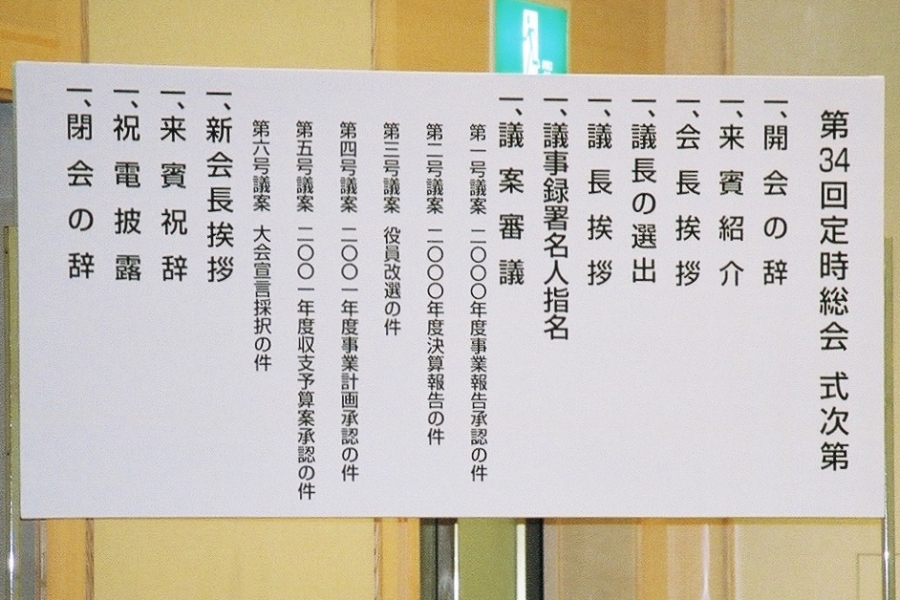 第34回定時総会 式次第
一、開会の辞
一、来賓紹介
一、会長挨拶
一、議長の選出
一、議長挨拶
一、議事録署名人指名
一、議案審議
第一号議案 二〇〇〇年度事業報告承認の件
第二号議案 二〇〇〇年度決算報告の件
第三号議案 役員改選の件
第四号議案 二〇〇一年度事業計画承認の件
第五号議案 二〇〇一年度収支予算案承認の件
第六号議案 大会宣言採択の件
一、新会長挨拶
一、来賓祝辞
一、祝電披露
一、閉会の辞